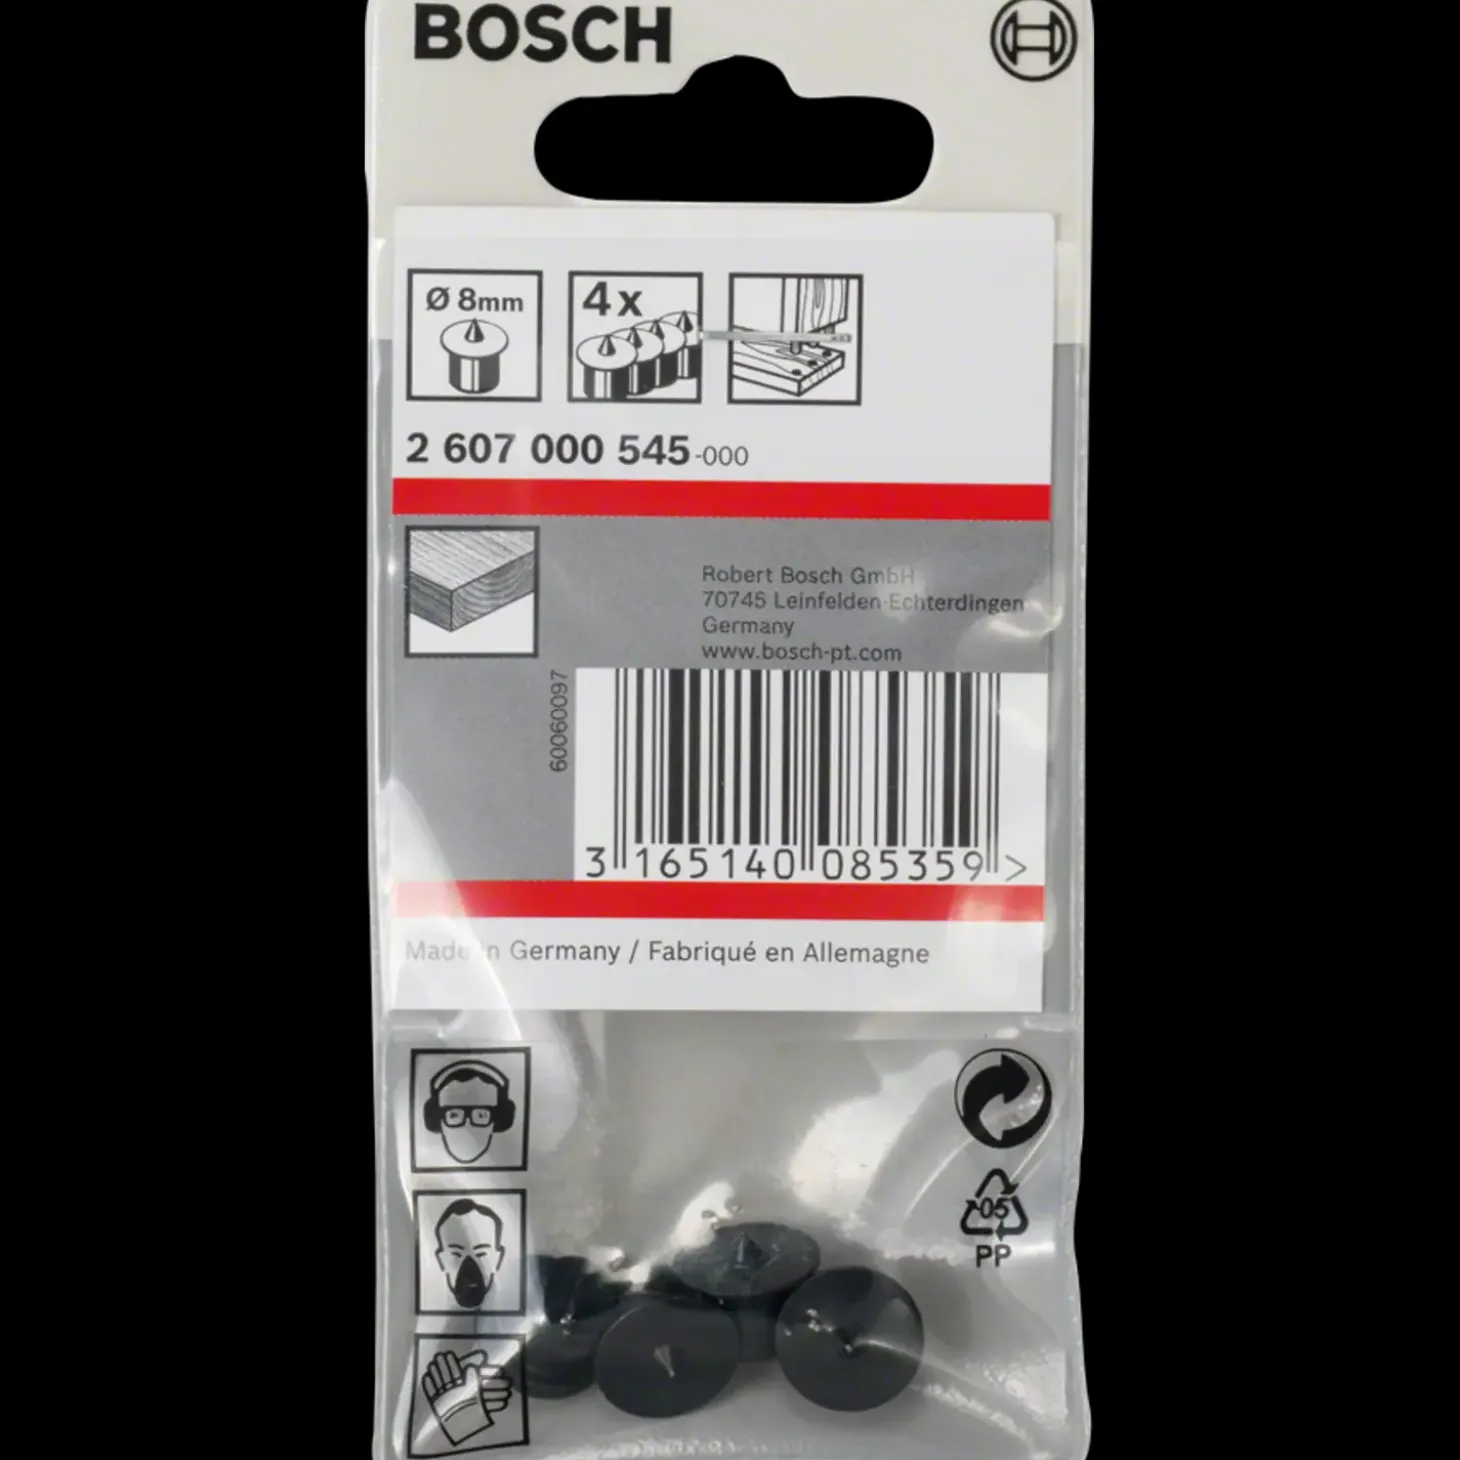 BOSCH
Ø 8mm
4x
2 607 000 545-000
Robert Bosch GmbH
70745 Leinfelden-Echterdingen
Germany
www.bosch-pt.com
60060097
3 165140 085359 >
Made in Germany / Fabriqué en Allemagne
05
PP